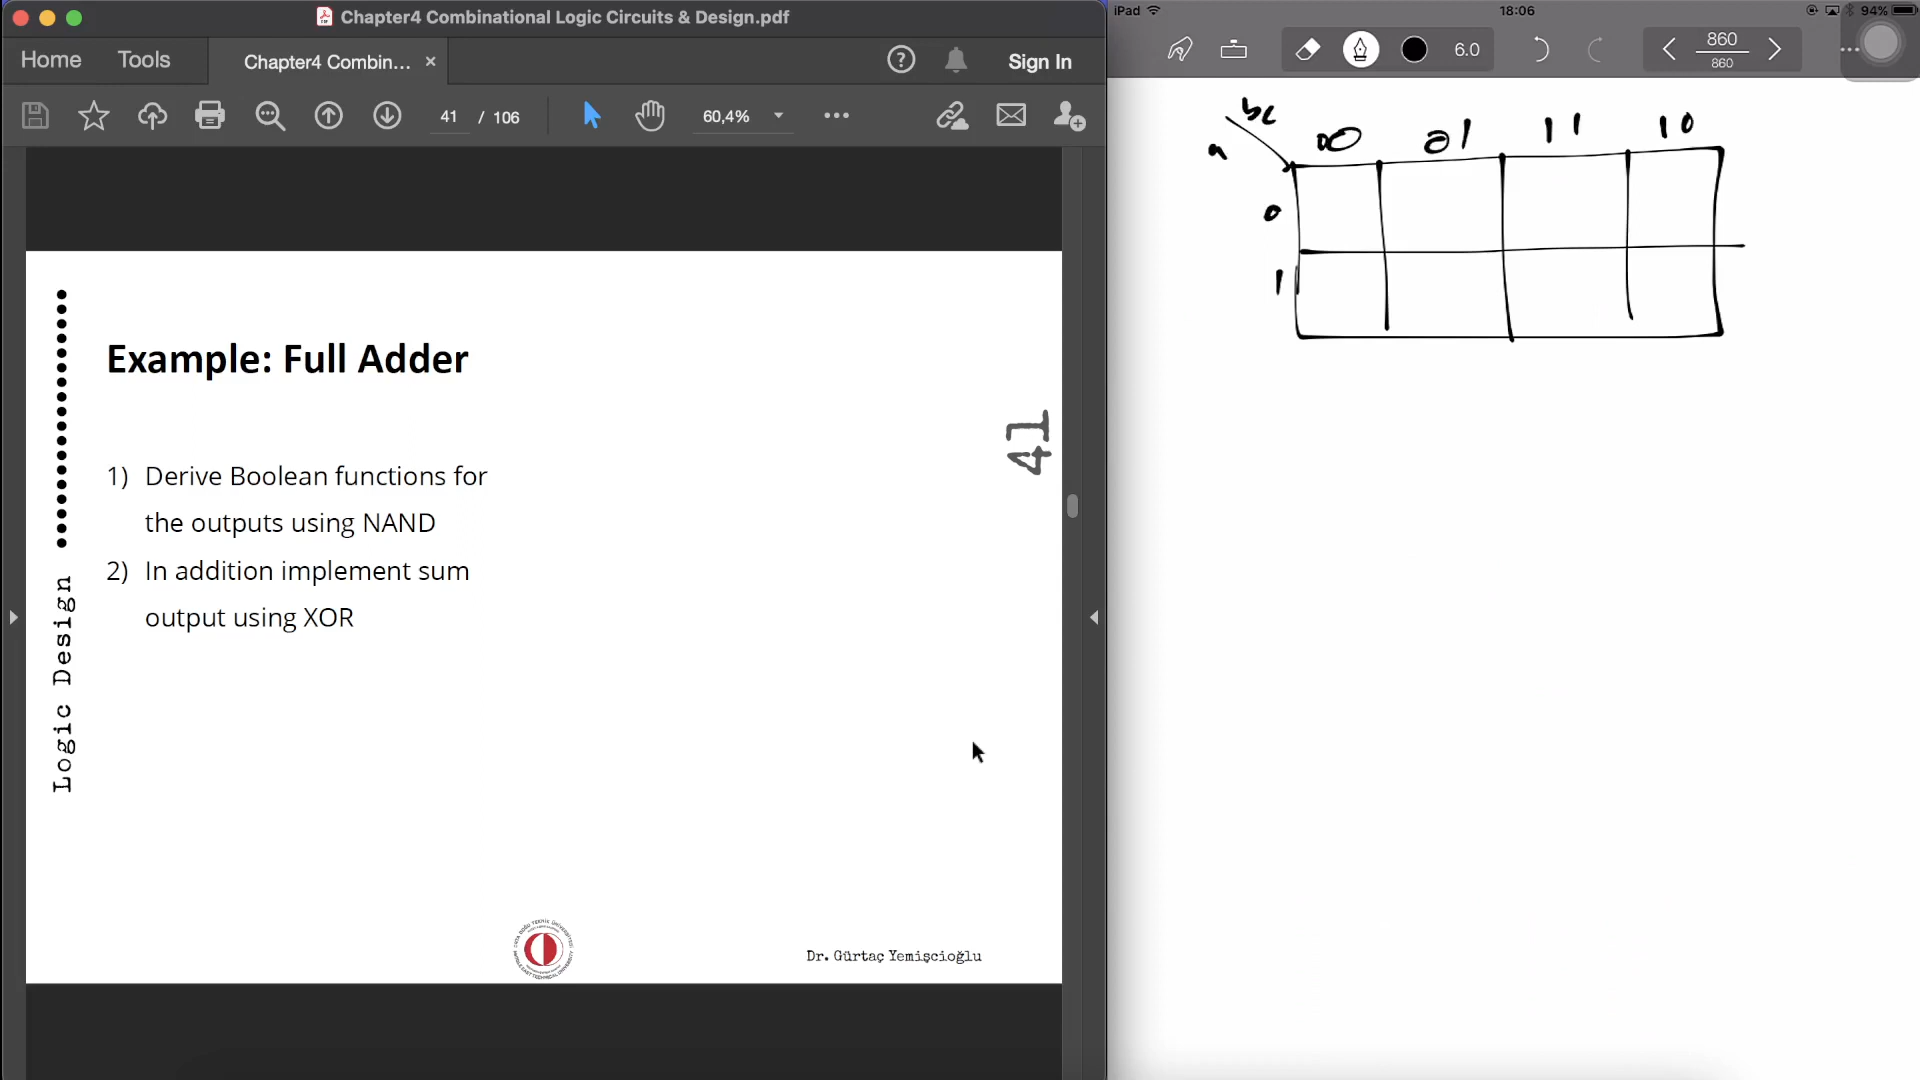 Chapter4 Combinational Logic Circuits & Design.pdf
Home Tools Chapter4 Combin... × Sign In
41 / 106 60,4%
Example: Full Adder
1) Derive Boolean functions for
the outputs using NAND
2) In addition implement sum
output using XOR
41
Logic Design
Dr. Gürtaç Yemişcioğlu
iPad 18:06 94%
6.0 860
860
bc
a 00 01 11 10
0
1